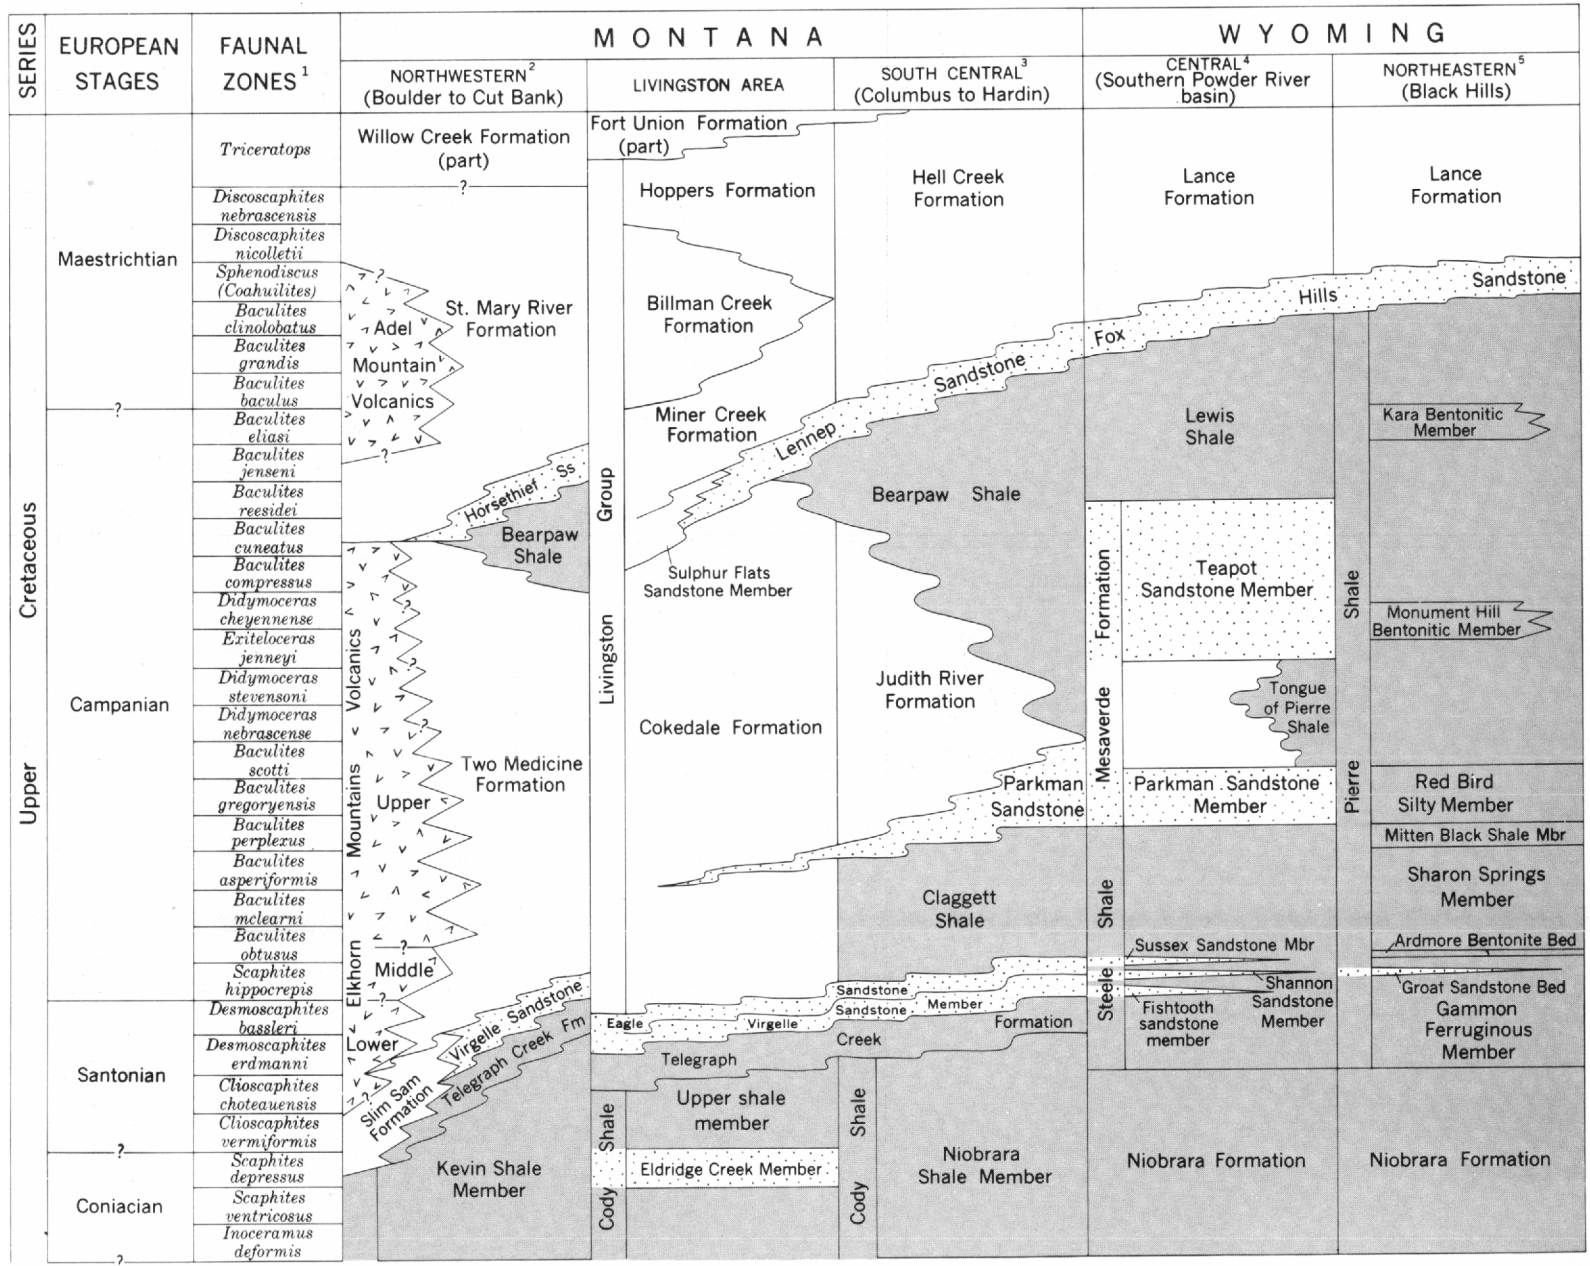 SERIES
EUROPEAN
STAGES
FAUNAL
ZONES 1
MONTANA
WYOMING
NORTHWESTERN 2
(Boulder to Cut Bank)
LIVINGSTON AREA
SOUTH CENTRAL 3
(Columbus to Hardin)
CENTRAL 4
(Southern Powder River
basin)
NORTHEASTERN 5
(Black Hills)
Upper Cretaceous
Maestrichtian
?
Campanian
Santonian
?
Coniacian
?
Triceratops
Discoscaphites
nebrascensis
Discoscaphites
nicolletii
Sphenodiscus
(Coahuilites)
Baculites
clinolobatus
Baculites
grandis
Baculites
baculus
Baculites
eliasi
Baculites
jenseni
Baculites
reesidei
Baculites
cuneatus
Baculites
compressus
Didymoceras
cheyennense
Exiteloceras
jenneyi
Didymoceras
stevensoni
Didymoceras
nebrascense
Baculites
scotti
Baculites
gregoryensis
Baculites
perplexus
Baculites
asperiformis
Baculites
mclearni
Baculites
obtusus
Scaphites
hippocrepis
Desmoscaphites
bassleri
Desmoscaphites
erdmanni
Clioscaphites
choteauensis
Clioscaphites
vermiformis
Scaphites
depressus
Scaphites
ventricosus
Inoceramus
deformis
Willow Creek Formation
(part)
?
?
St. Mary River
Formation
Adel
Mountain
Volcanics
?
Horsethief Ss
Bearpaw
Shale
Elkhorn Mountains Volcanics
?
?
?
Two Medicine
Formation
Upper
?
Middle
?
Lower
?
Virgelle Sandstone
Telegraph Creek Fm
Slim Sam
Formation
Kevin Shale
Member
Fort Union Formation
(part)
Livingston Group
Hoppers Formation
Billman Creek
Formation
Miner Creek
Formation
Sulphur Flats
Sandstone Member
Cokedale Formation
Eagle
Virgelle
Telegraph
Cody Shale
Upper shale
member
Eldridge Creek Member
Hell Creek
Formation
Lennep
Sandstone
Bearpaw Shale
Judith River
Formation
Parkman
Sandstone
Claggett
Shale
Sandstone
Sandstone
Member
Creek
Formation
Cody Shale
Niobrara
Shale Member
Lance
Formation
Fox
Hills
Lewis
Shale
Mesaverde Formation
Teapot
Sandstone Member
Tongue
of Pierre
Shale
Parkman Sandstone
Member
Steele Shale
Sussex Sandstone Mbr
Shannon
Sandstone
Member
Fishtooth
sandstone
member
Niobrara Formation
Lance
Formation
Sandstone
Pierre Shale
Kara Bentonitic
Member
Monument Hill
Bentonitic Member
Red Bird
Silty Member
Mitten Black Shale Mbr
Sharon Springs
Member
Ardmore Bentonite Bed
Groat Sandstone Bed
Gammon
Ferruginous
Member
Niobrara Formation